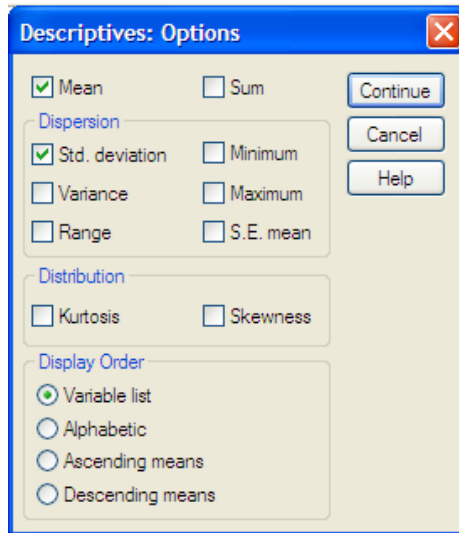 Descriptives: Options
Mean Sum
Continue
Dispersion
Cancel
Std. deviation Minimum
Help
Variance Maximum
Range S.E. mean
Distribution
Kurtosis Skewness
Display Order
Variable list
Alphabetic
Ascending means
Descending means